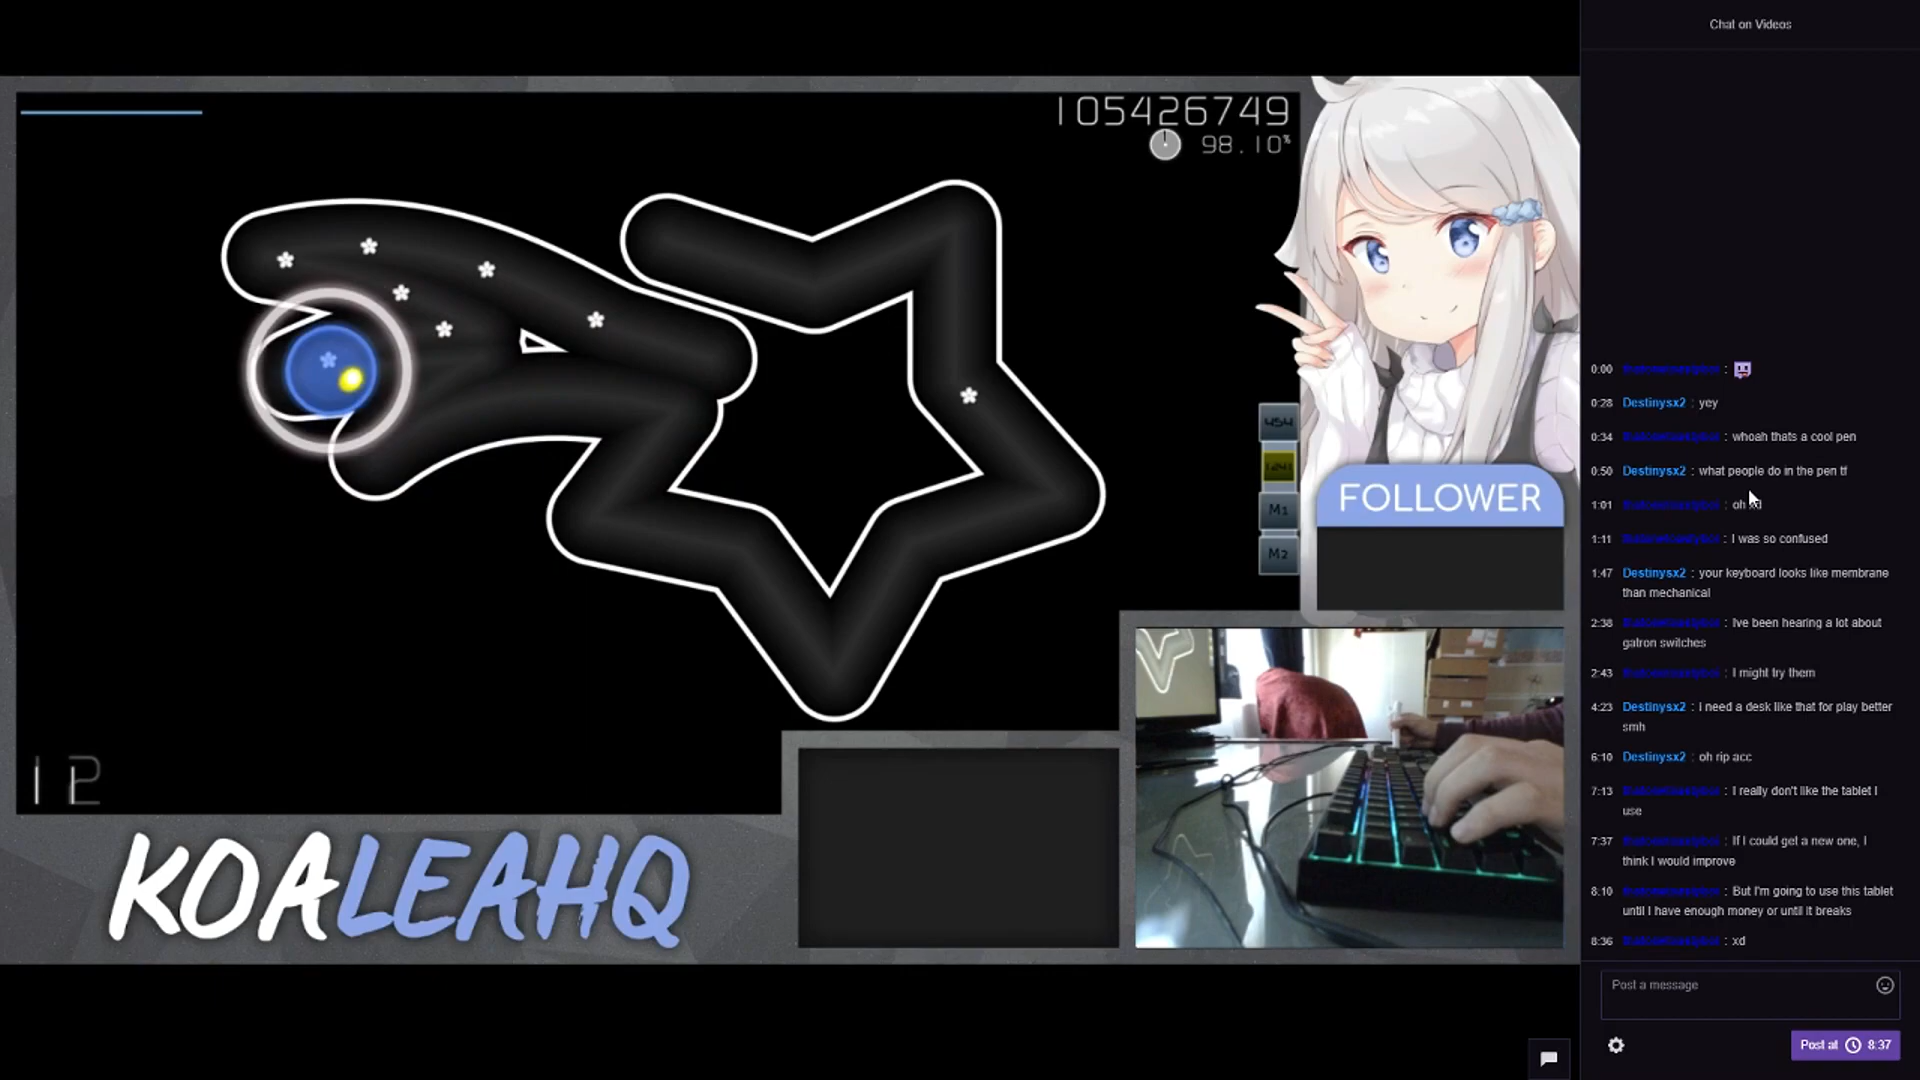 Chat on Videos
105426749
98.10%
454
M1
M2
FOLLOWER
12
KOALEAHQ
0:00 :
0:28 Destinysx2 : yey
0:34 : whoah thats a cool pen
0:50 Destinysx2 : what people do in the pen tf
1:01 : oh xd
1:11 : I was so confused
1:47 Destinysx2 : your keyboard looks like membrane
than mechanical
2:38 : Ive been hearing a lot about
gatron switches
2:43 : I might try them
4:23 Destinysx2 : i need a desk like that for play better
smh
6:10 Destinysx2 : oh rip acc
7:13 : I really don't like the tablet I
use
7:37 : If I could get a new one, I
think I would improve
8:10 : But I'm going to use this tablet
until I have enough money or until it breaks
8:36 : xd
Post a message
Post at 8:37